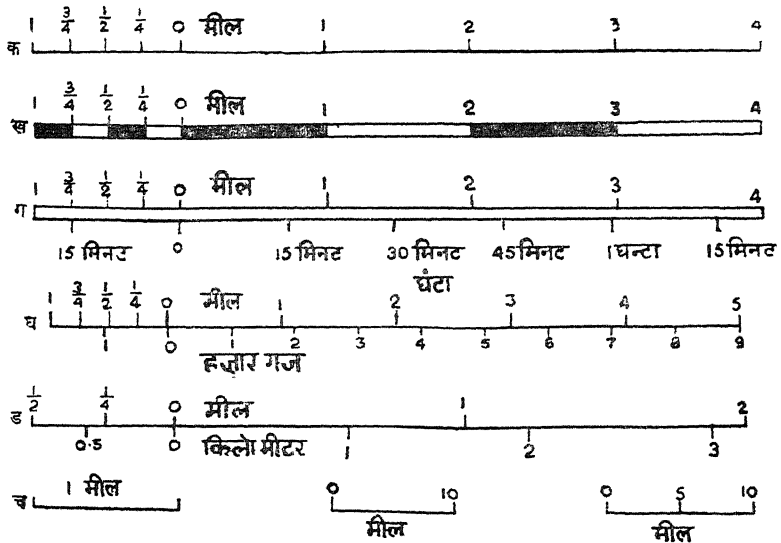 1 3/4 1/2 1/4 0 मील 1 2 3 4
क
1 3/4 1/2 1/4 0 मील 1 2 3 4
ख
1 3/4 1/2 1/4 0 मील 1 2 3 4
ग
15 मिनट 0 15 मिनट 30 मिनट 45 मिनट 1 घन्टा 15 मिनट
घंटा
1 3/4 1/2 1/4 0 मील 1 2 3 4 5
घ
1 0 1 2 3 4 5 6 7 8 9
हज़ार गज
1/2 1/4 0 मील 1 2
ड
0.5 0 किलो मीटर 1 2 3
1 मील 0 10 0 5 10
च
मील मील